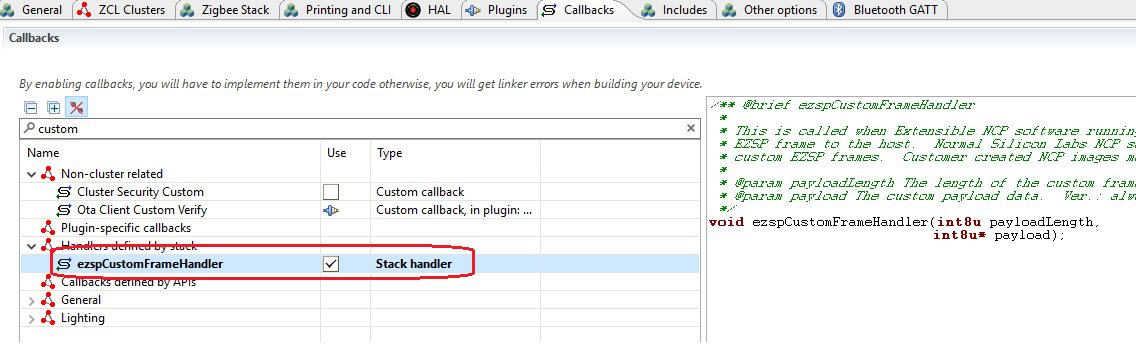 General ZCL Clusters Zigbee Stack Printing and CLI HAL Plugins Callbacks Includes Other options Bluetooth GATT
Callbacks
By enabling callbacks, you will have to implement them in your code otherwise, you will get linker errors when building your device.
custom
Name Use Type
Non-cluster related
Cluster Security Custom Custom callback
Ota Client Custom Verify Custom callback, in plugin: ...
Plugin-specific callbacks
Handlers defined by stack
ezspCustomFrameHandler Stack handler
Callbacks defined by APIs
General
Lighting
/** @brief ezspCustomFrameHandler
*
* This is called when Extensible NCP software running
* EZSP frame to the host. Normal Silicon Labs NCP s
* custom EZSP frames. Customer created NCP images m
*
* @param payloadLength The length of the custom fram
* @param payload The custom payload data. Ver.: alw
*/
void ezspCustomFrameHandler(int8u payloadLength,
int8u* payload);